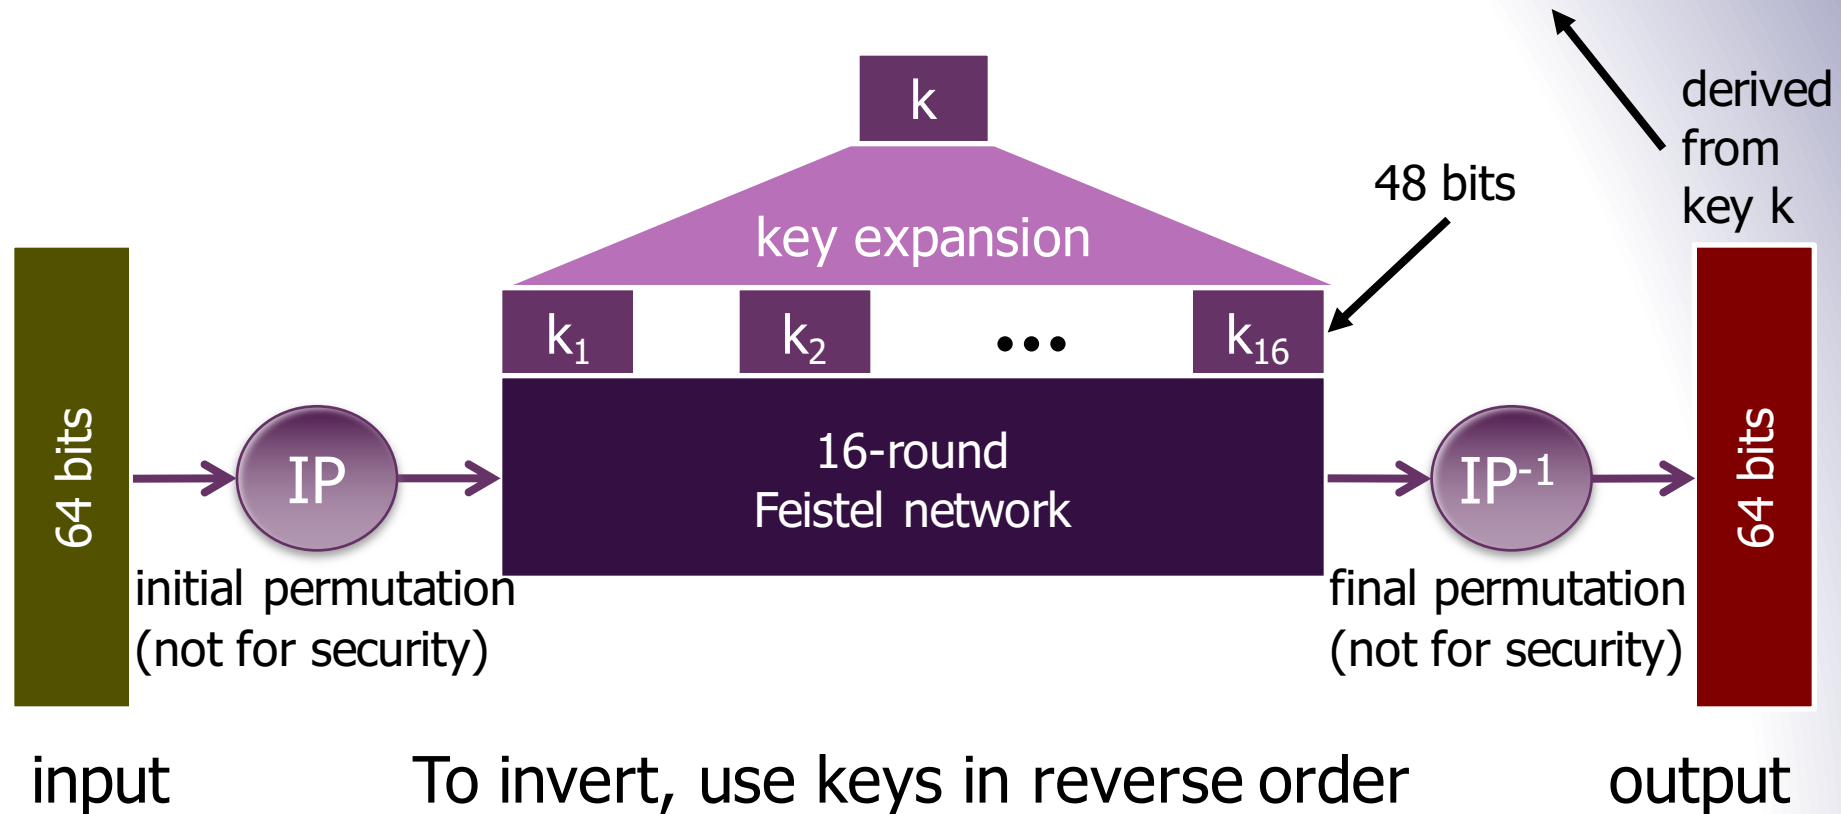 k
derived
from
key k
48 bits
key expansion
k₁ k₂ ••• k₁₆
64 bits
IP
16-round
Feistel network
IP⁻¹
64 bits
initial permutation
(not for security)
final permutation
(not for security)
input
To invert, use keys in reverse order
output